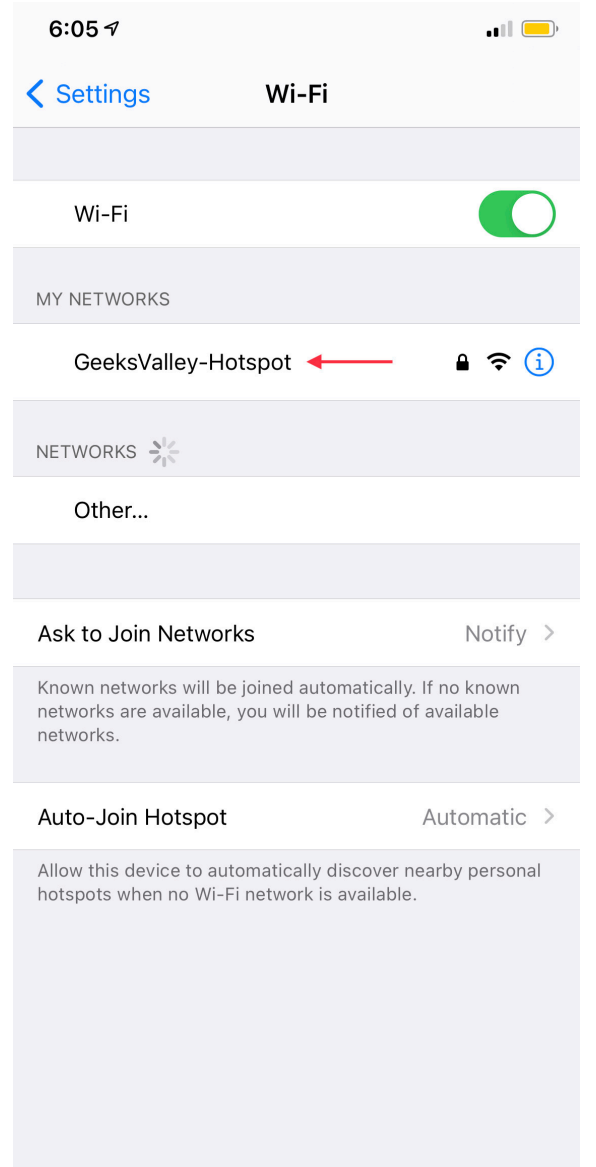 6:05
Settings
Wi-Fi
Wi-Fi
MY NETWORKS
GeeksValley-Hotspot
NETWORKS
Other...
Ask to Join Networks Notify
Known networks will be joined automatically. If no known
networks are available, you will be notified of available
networks.
Auto-Join Hotspot Automatic
Allow this device to automatically discover nearby personal
hotspots when no Wi-Fi network is available.